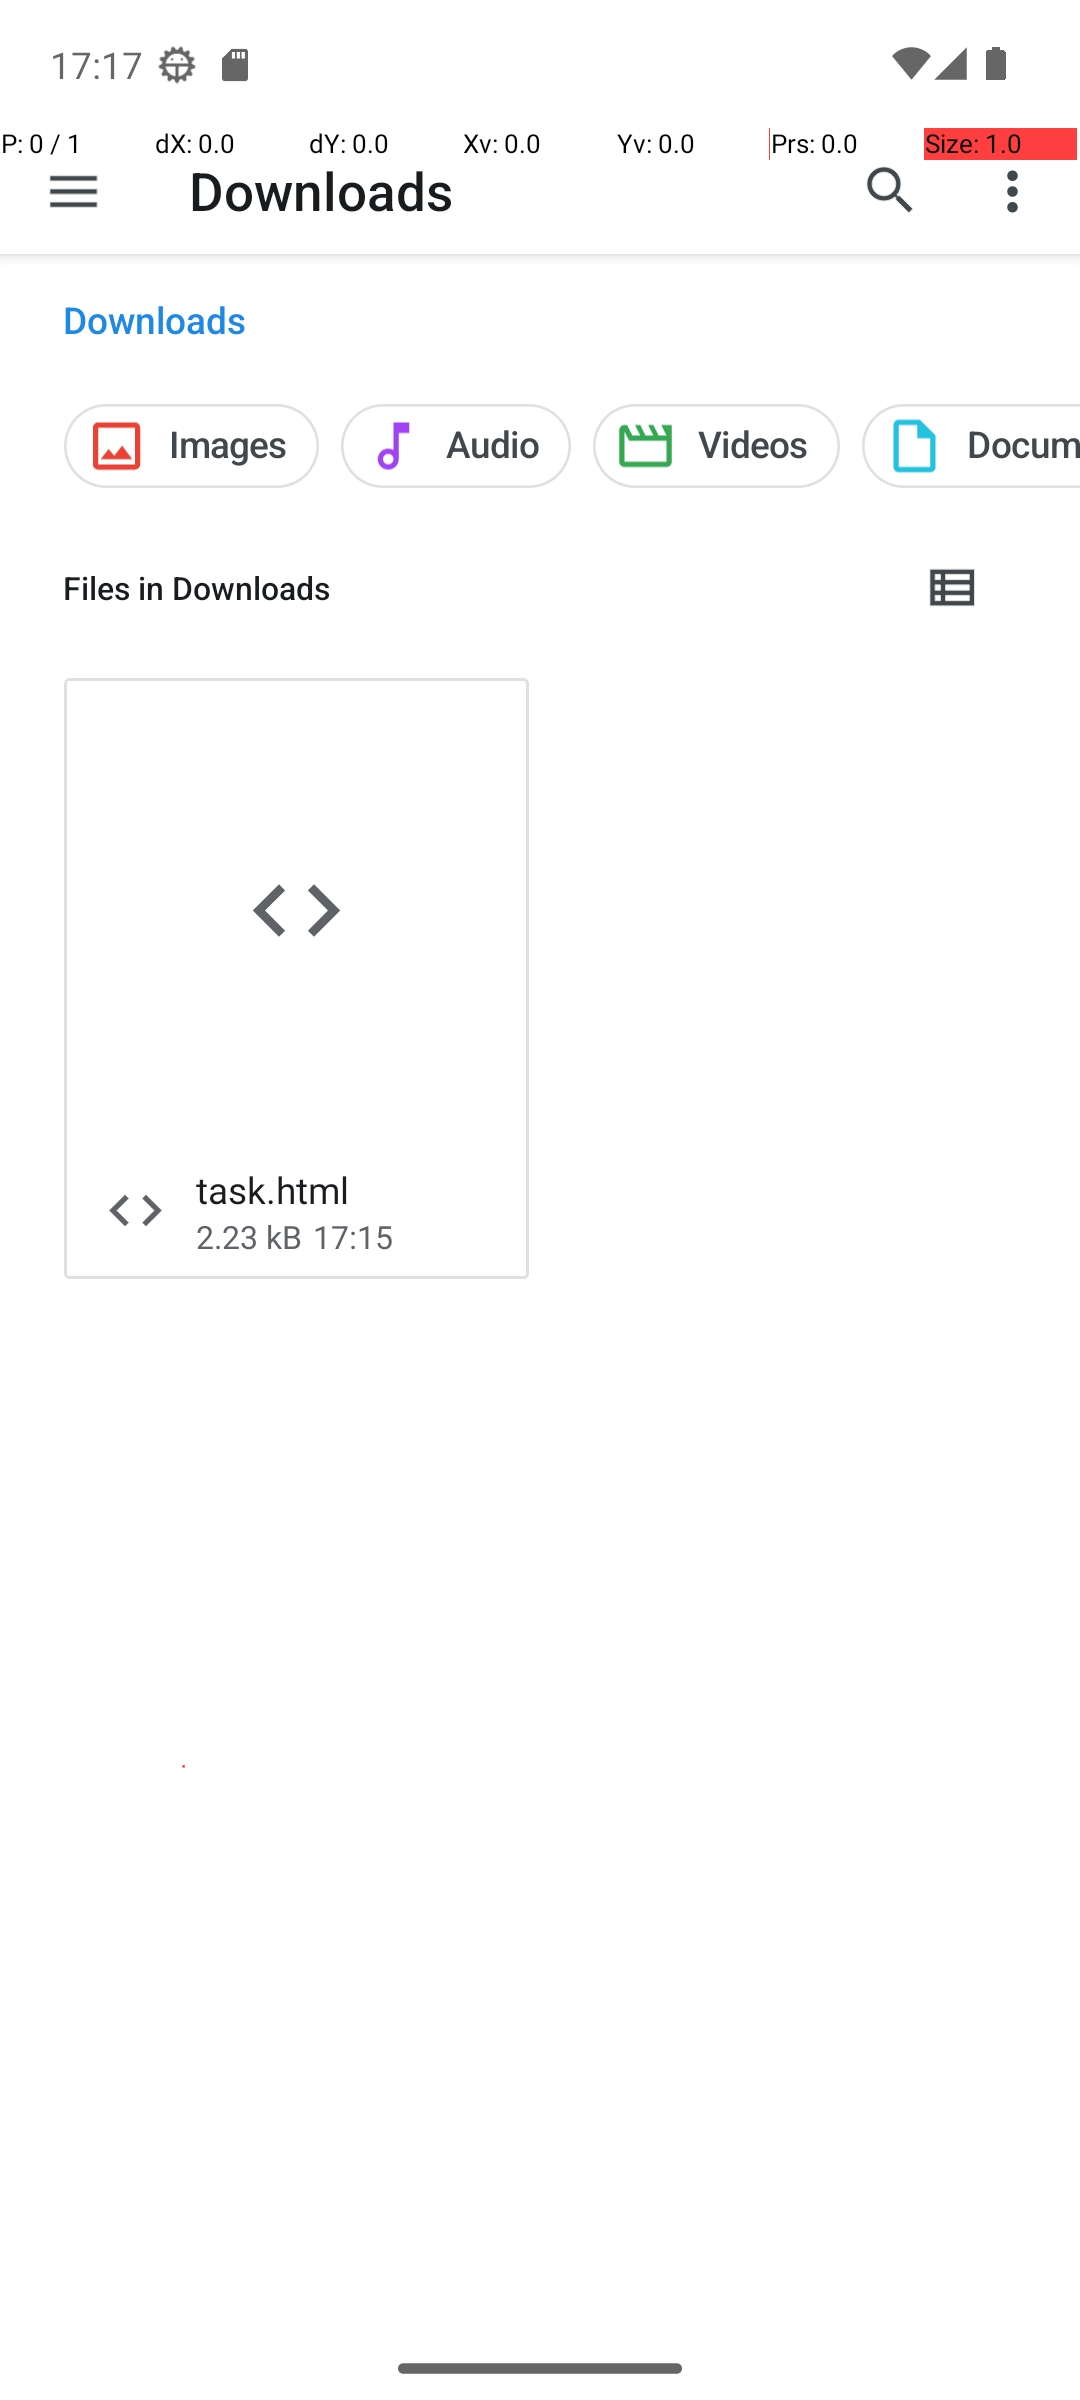 17:17
P: 0 / 1 dX: 0.0 dY: 0.0 Xv: 0.0 Yv: 0.0 Prs: 0.0 Size: 1.0
Downloads
Downloads
Images Audio Videos Docum
Files in Downloads
task.html
2.23 kB 17:15